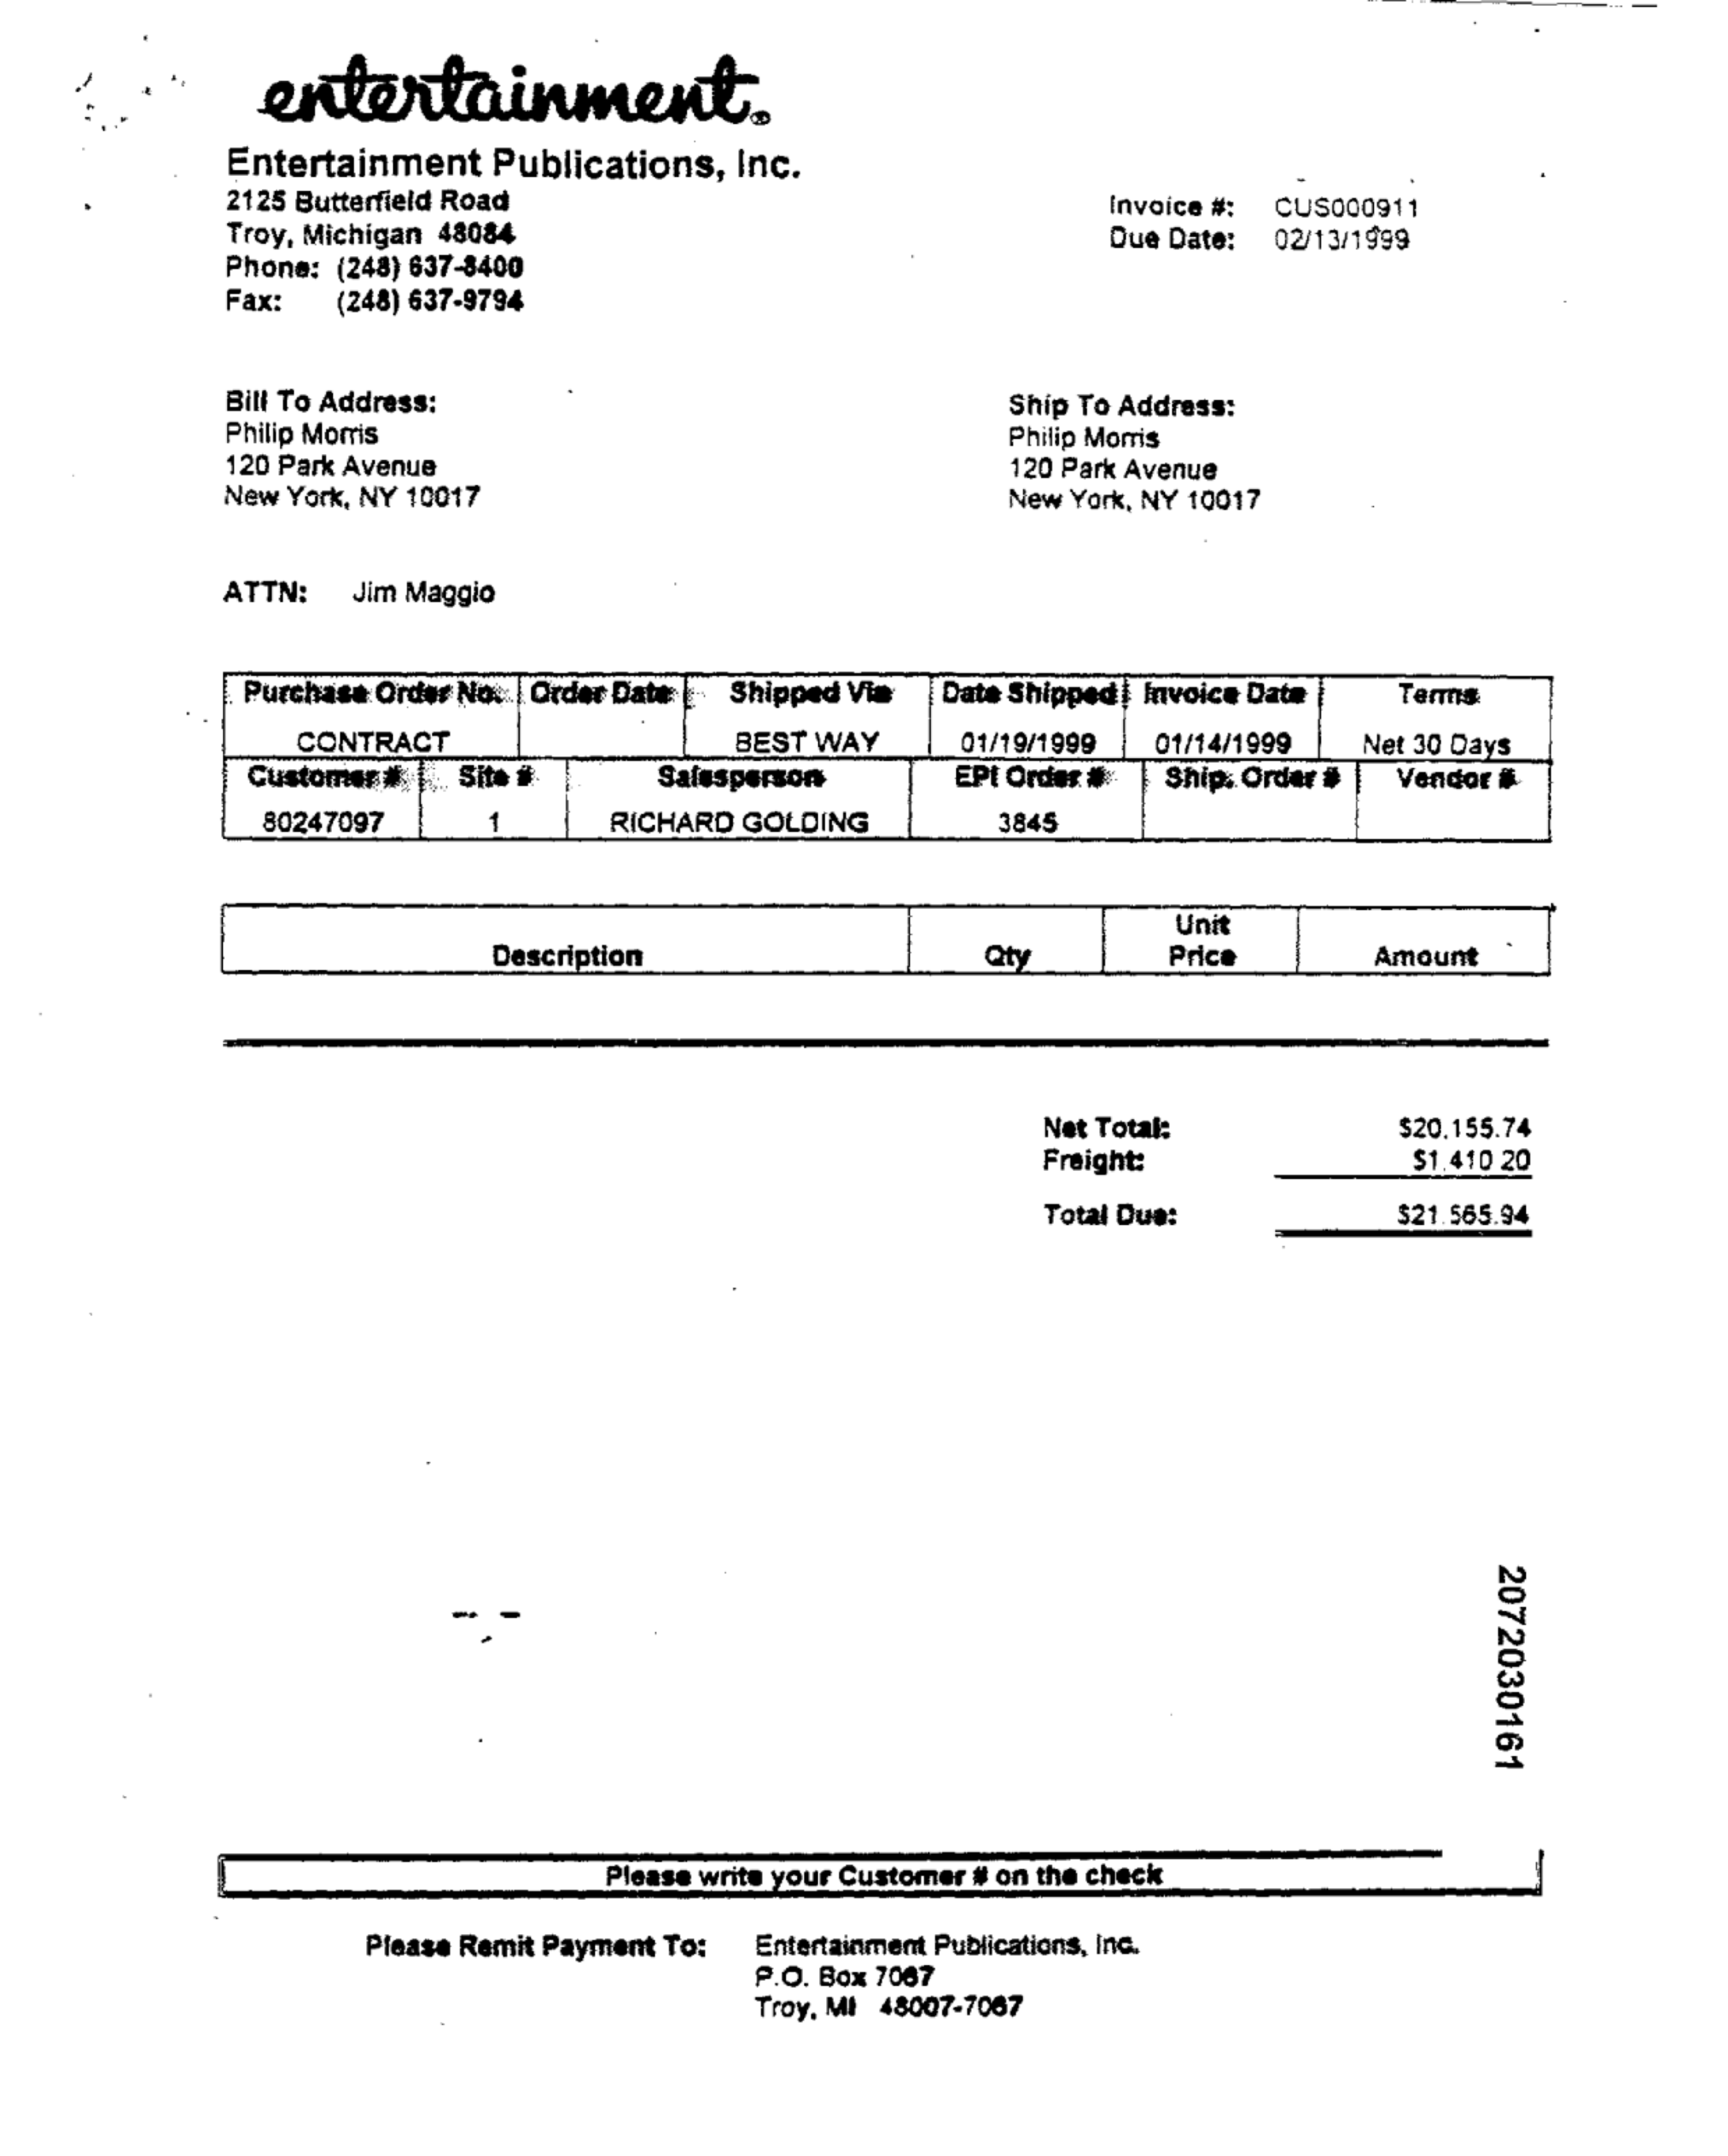 entertainment®
Entertainment Publications, Inc.
2125 Butterfield Road
Troy, Michigan 48084
Phone: (248) 637-8400
Fax: (248) 637-9794
Invoice #: CUS000911
Due Date: 02/13/1999
Bill To Address:
Philip Morris
120 Park Avenue
New York, NY 10017
Ship To Address:
Philip Morris
120 Park Avenue
New York, NY 10017
ATTN: Jim Maggio
Purchase Order No. Order Date Shipped Via Date Shipped Invoice Date Terms
CONTRACT BEST WAY 01/19/1999 01/14/1999 Net 30 Days
Customer # Site # Salesperson EPI Order # Ship. Order # Vendor #
80247097 1 RICHARD GOLDING 3845
Unit
Description Qty Price Amount
Net Total: $20,155.74
Freight: $1,410.20
Total Due: $21,565.94
2072030161
Please write your Customer # on the check
Please Remit Payment To: Entertainment Publications, Inc.
P.O. Box 7067
Troy, MI 48007-7067